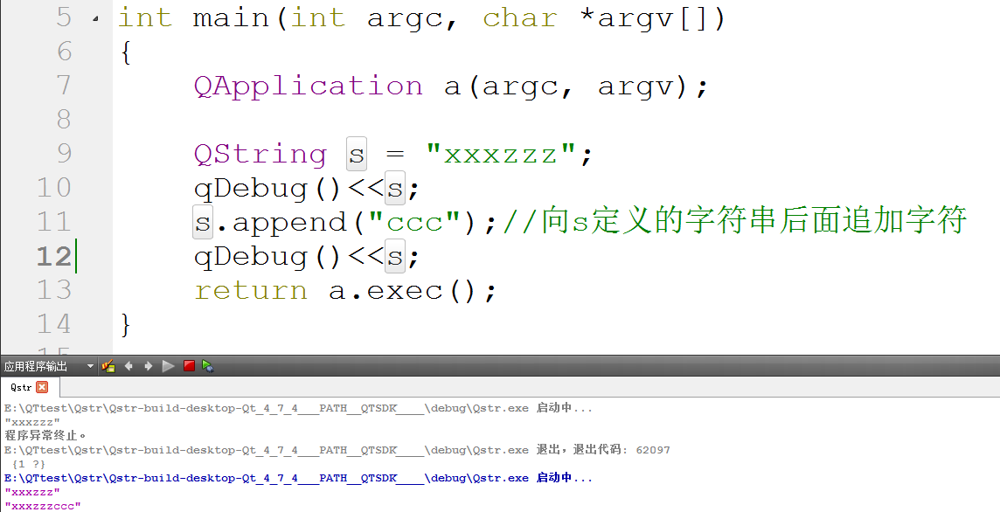 5 int main(int argc, char *argv[])
6 {
7 QApplication a(argc, argv);
8
9 QString s = "xxxzzz";
10 qDebug()<<s;
11 s.append("ccc");//向s定义的字符串后面追加字符
12 qDebug()<<s;
13 return a.exec();
14 }
15
应用程序输出
Qstr
E:\QTtest\Qstr\Qstr-build-desktop-Qt_4_7_4___PATH__QTSDK____\debug\Qstr.exe 启动中...
"xxxzzz"
程序异常终止。
E:\QTtest\Qstr\Qstr-build-desktop-Qt_4_7_4___PATH__QTSDK____\debug\Qstr.exe 退出，退出代码: 62097
{1 ?}
E:\QTtest\Qstr\Qstr-build-desktop-Qt_4_7_4___PATH__QTSDK____\debug\Qstr.exe 启动中...
"xxxzzz"
"xxxzzzccc"